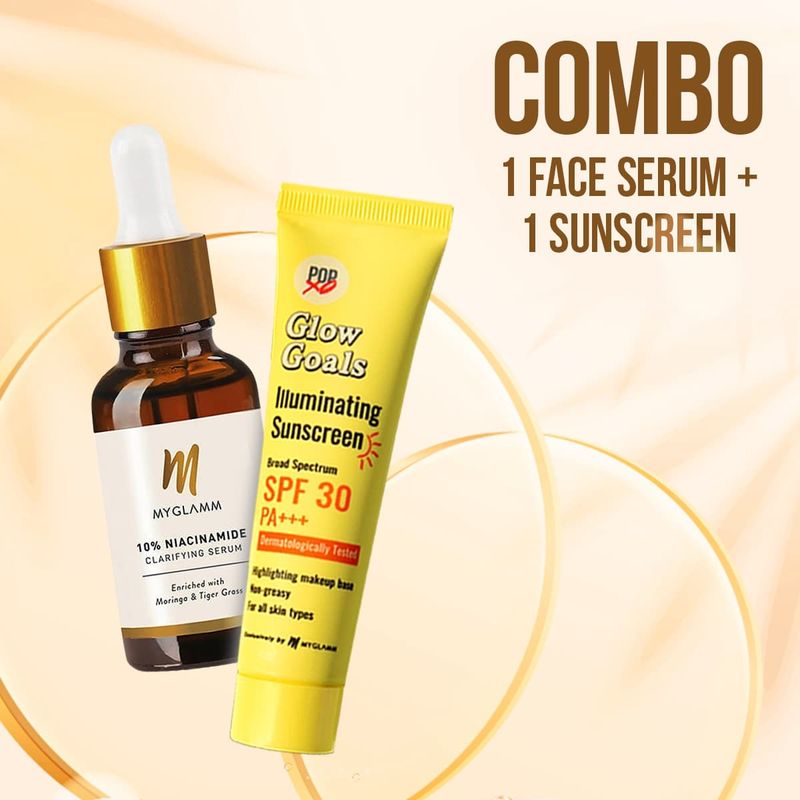 COMBO
1 FACE SERUM +
1 SUNSCREEN
M
MYGLAMM
10% NIACINAMIDE
CLARIFYING SERUM
Enriched with
Moringa & Tiger Grass
POP
XO
Glow
Goals
Illuminating
Sunscreen
Broad Spectrum
SPF 30
PA+++
Dermatologically Tested
Highlighting makeup base
Non-greasy
For all skin types
Exclusively by M MYGLAMM